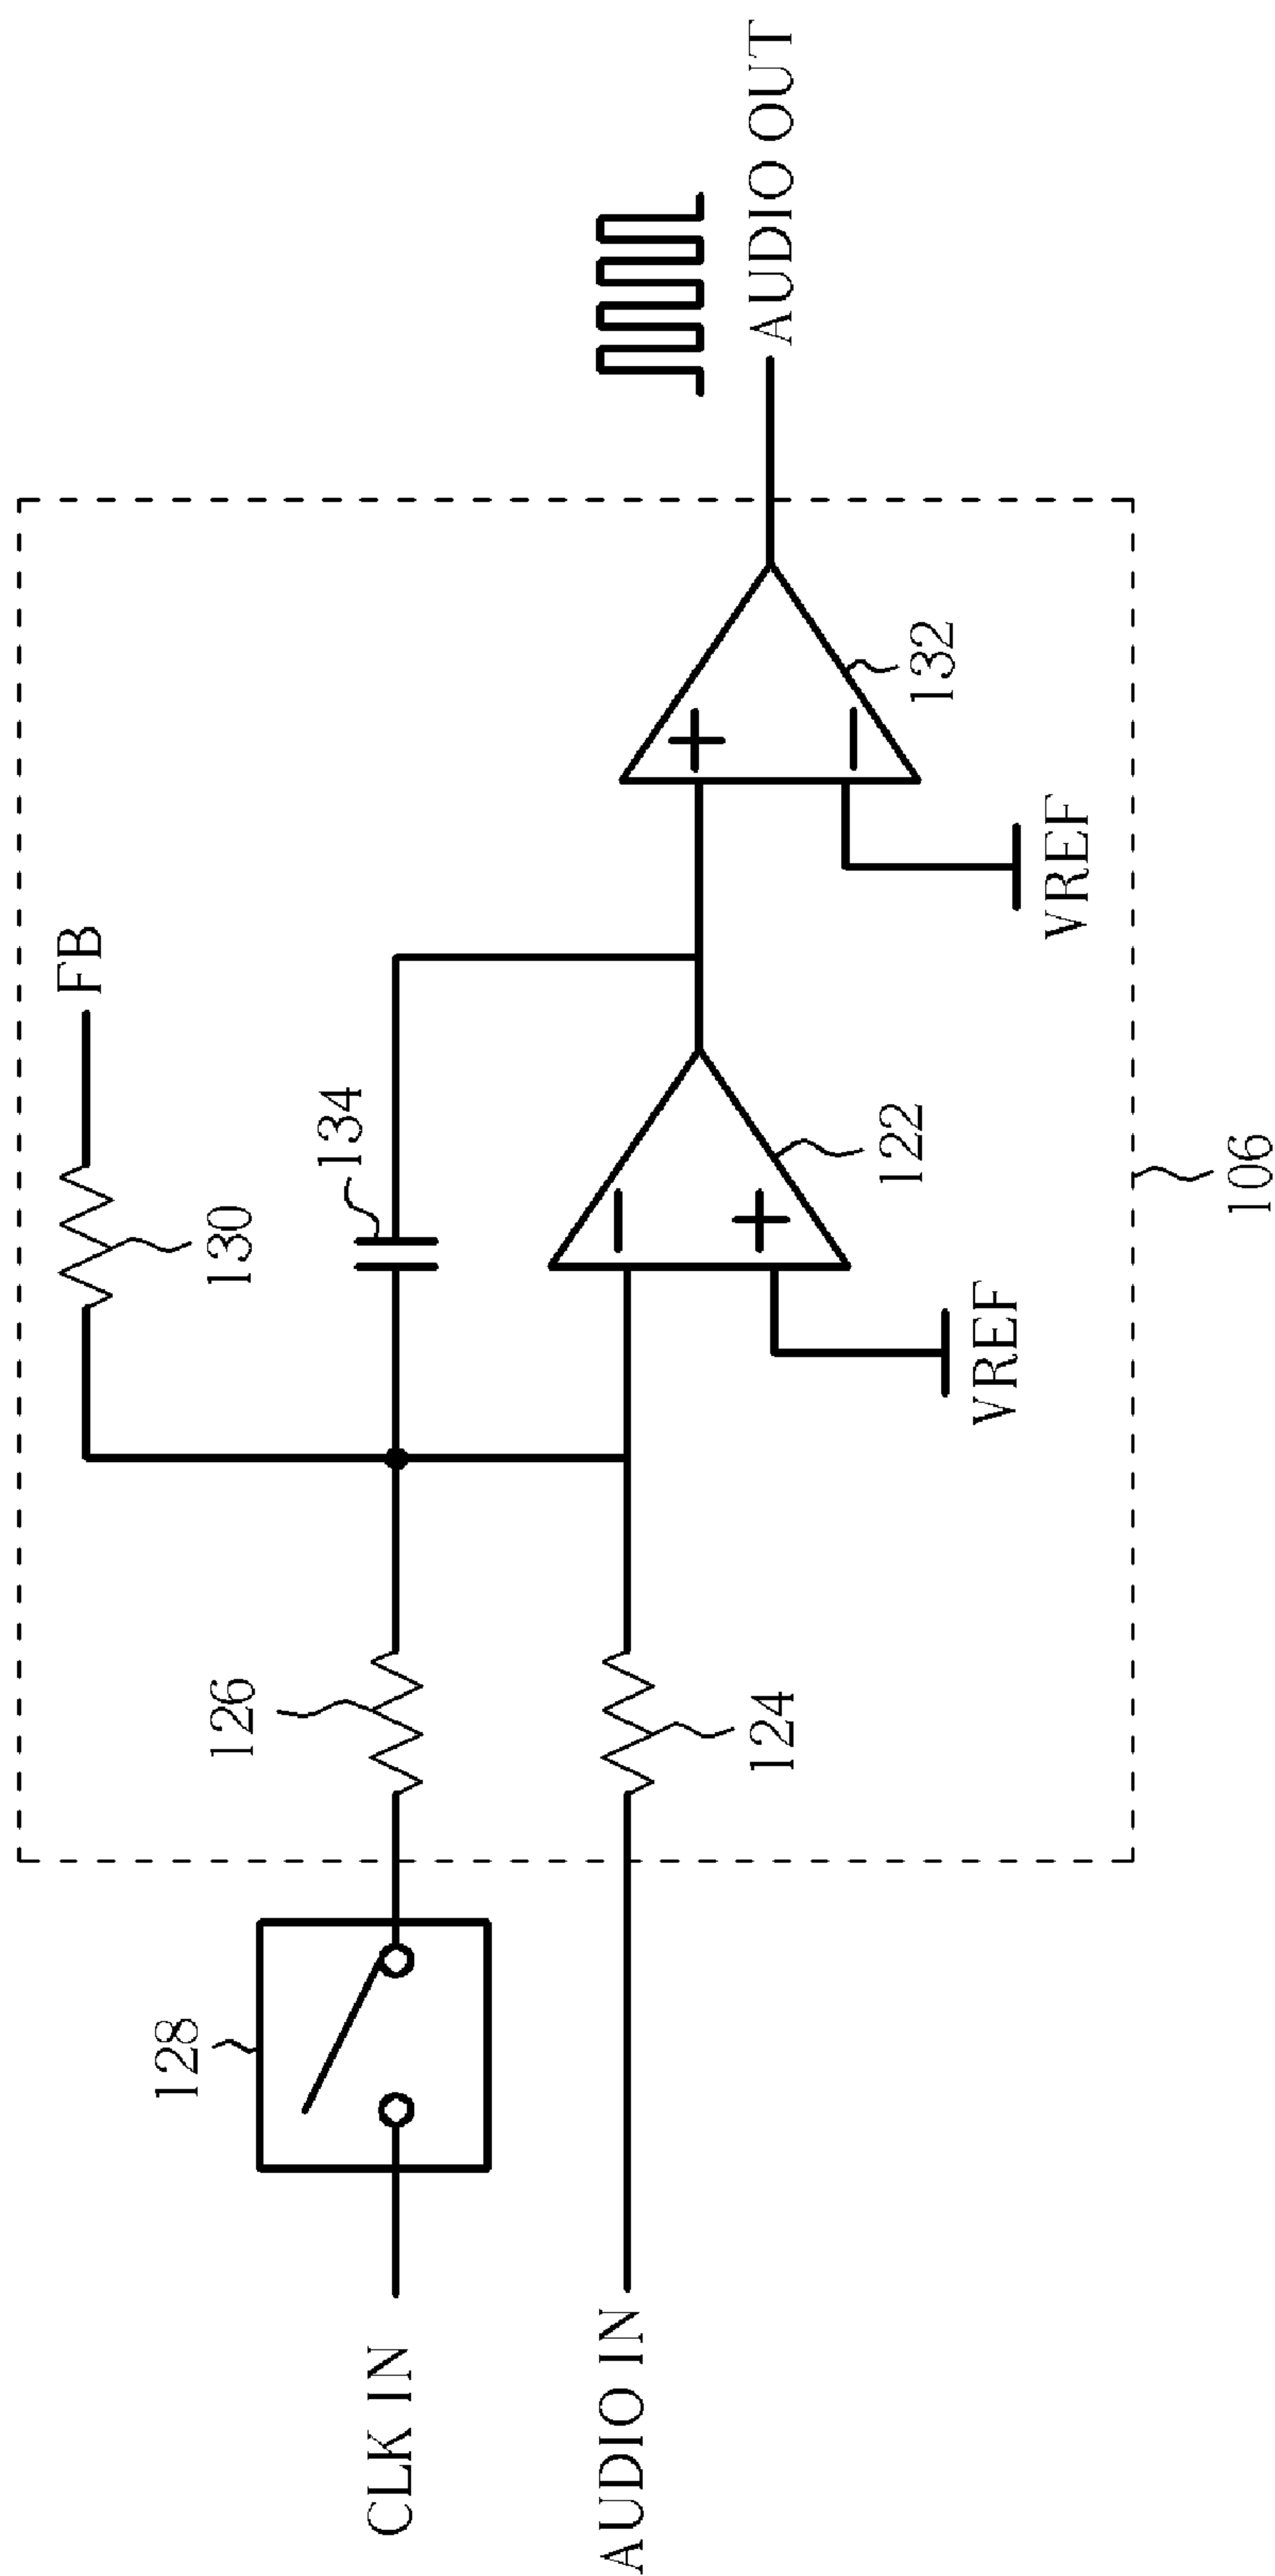 FB
130
134
126
128
CLK IN
AUDIO IN
124
122
VREF
132
VREF
AUDIO OUT
106